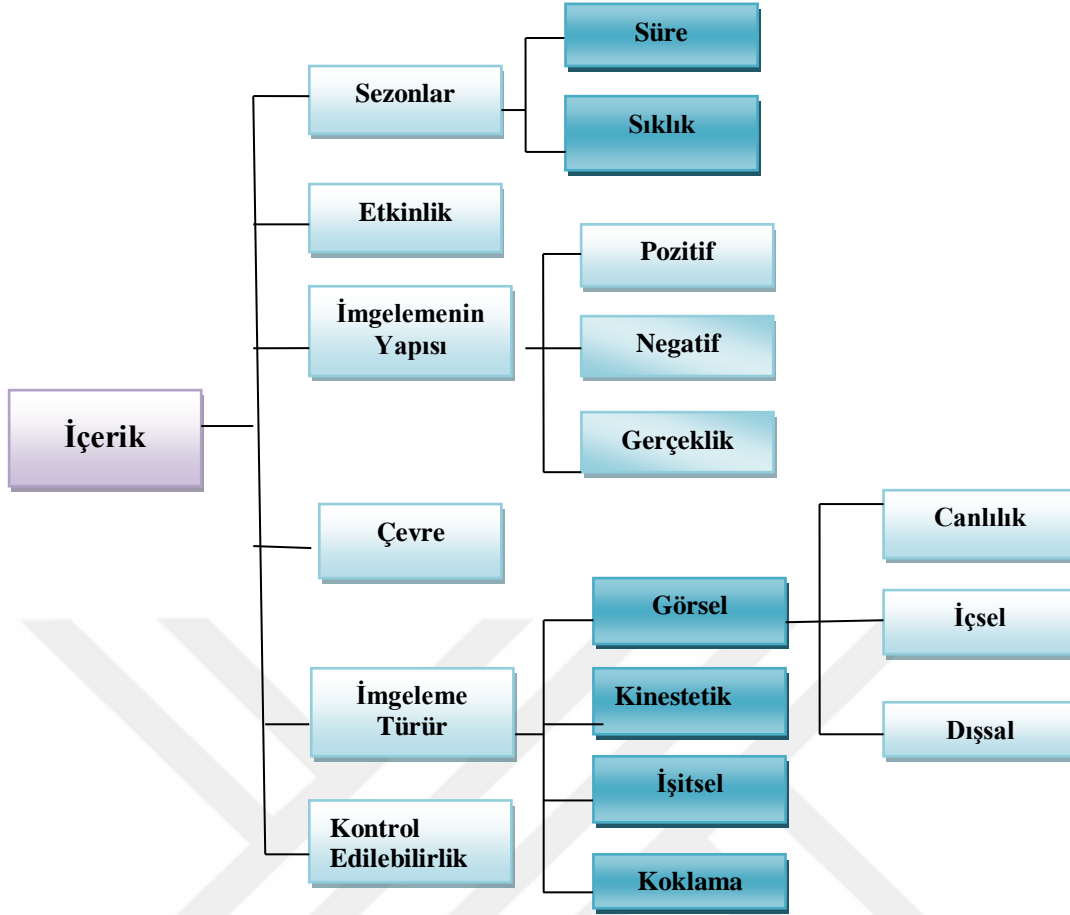 İçerik
Sezonlar
Süre
Sıklık
Etkinlik
İmgelemenin
Yapısı
Pozitif
Negatif
Gerçeklik
Çevre
İmgeleme
Türür
Görsel
Canlılık
İçsel
Dışsal
Kinestetik
İşitsel
Koklama
Kontrol
Edilebilirlik